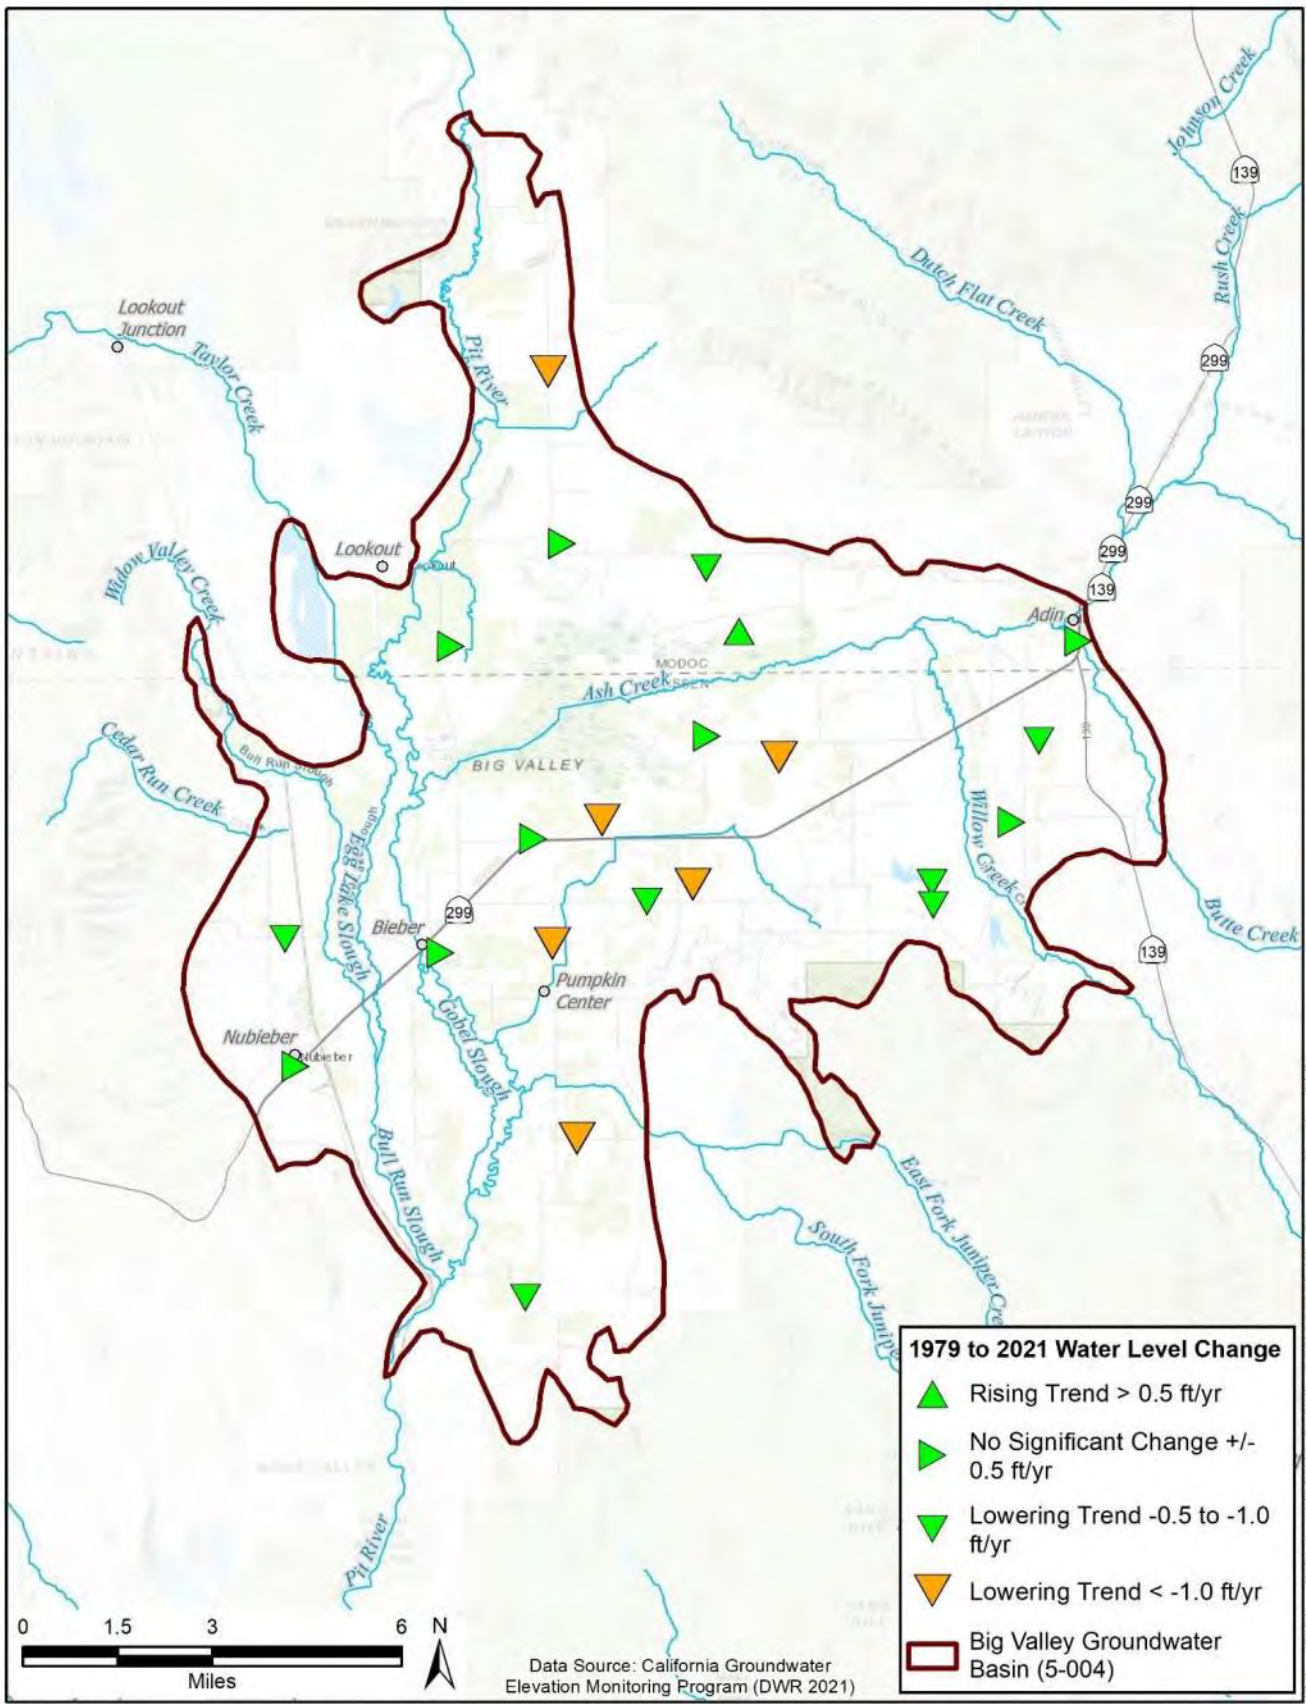 Johnson Creek
139
Rush Creek
Dutch Flat Creek
Lookout
Junction
Taylor Creek
Pit River
299
299
299
139
Widow Valley Creek
Lookout
Lookout
Adin
MODOC
LASSEN
Ash Creek
BIG VALLEY
139
Cedar Run Creek
Bull Run Slough
Egg Lake Slough
Willow Creek
299
Bieber
Butte Creek
139
Pumpkin
Center
Gobel Slough
Nubieber
Nubieber
Bull Run Slough
East Fork Juniper Cre
South Fork Juniper
Pit River
1979 to 2021 Water Level Change
Rising Trend > 0.5 ft/yr
No Significant Change +/-
0.5 ft/yr
Lowering Trend -0.5 to -1.0
ft/yr
Lowering Trend < -1.0 ft/yr
Big Valley Groundwater
Basin (5-004)
0 1.5 3 6
Miles
N
Data Source: California Groundwater
Elevation Monitoring Program (DWR 2021)